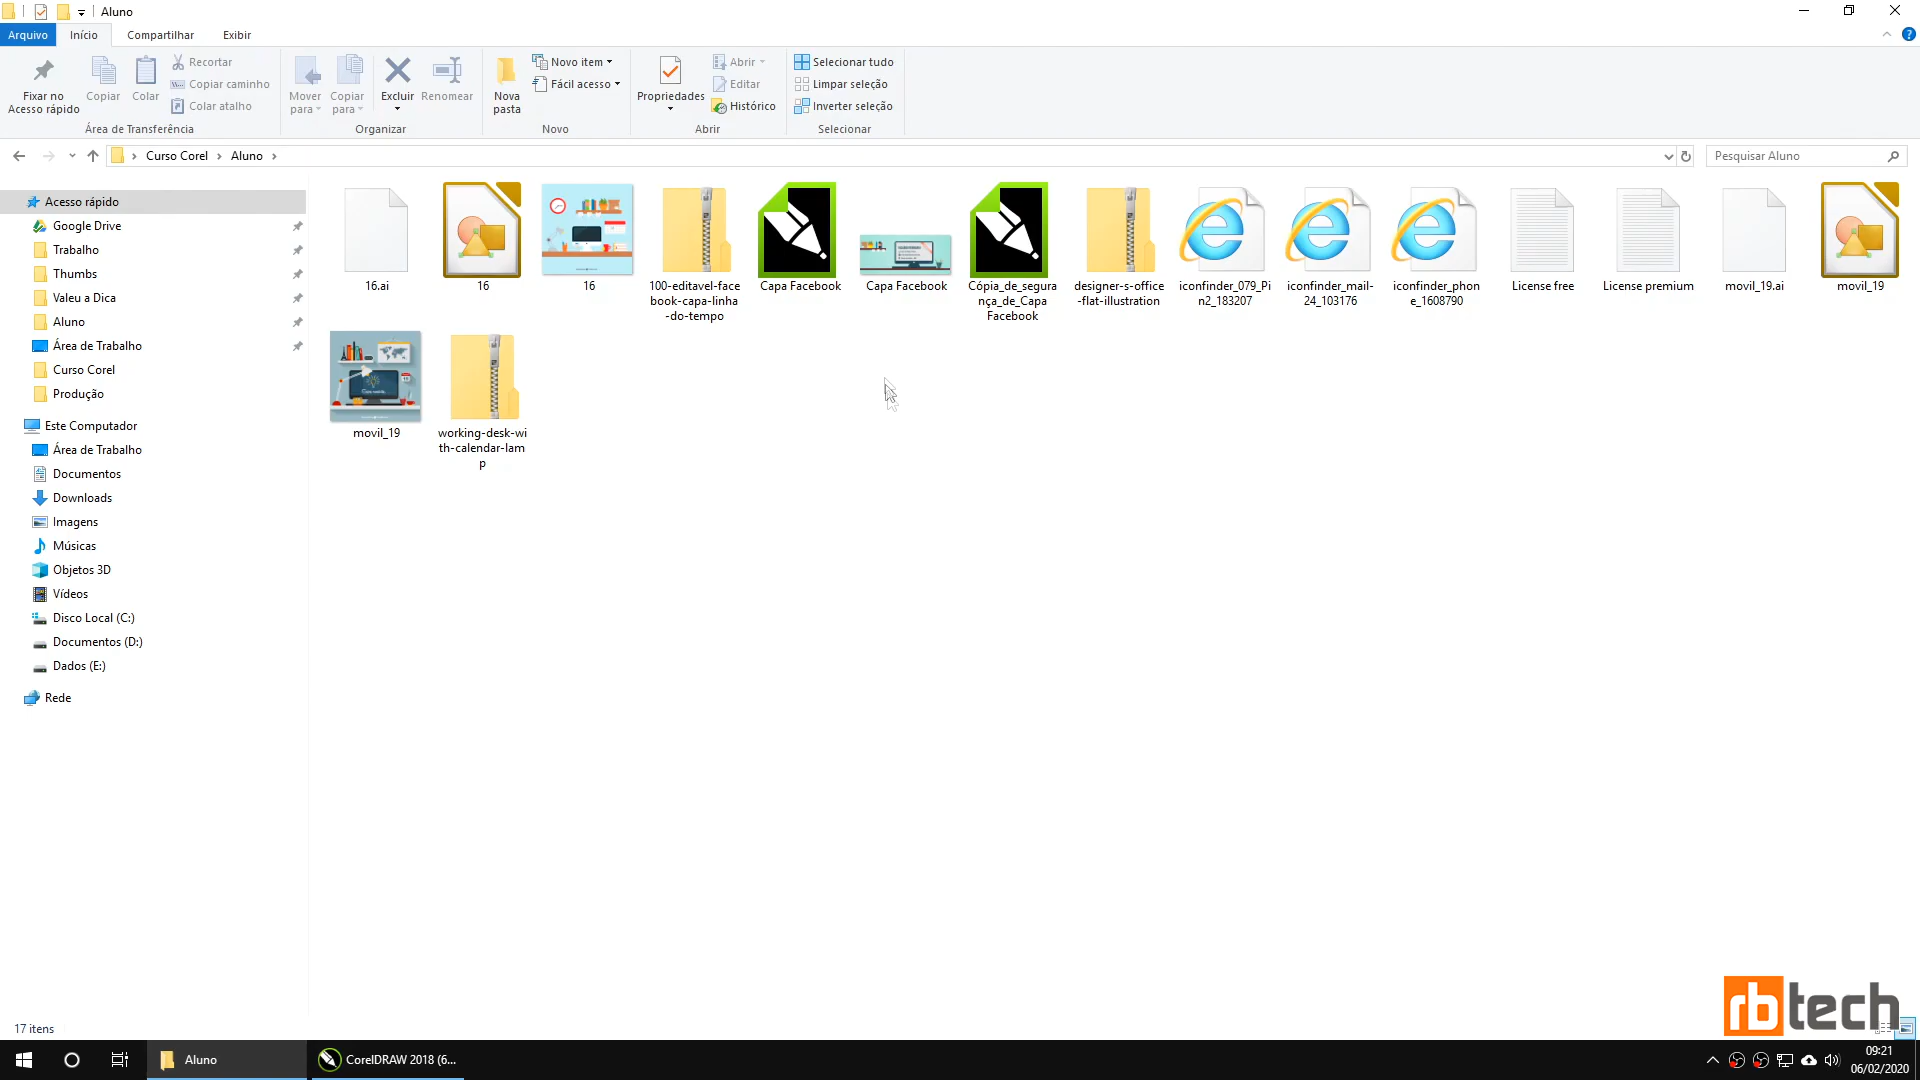 Aluno
Arquivo
Início
Compartilhar
Exibir
Fixar no
Acesso rápido
Copiar
Colar
Recortar
Copiar caminho
Colar atalho
Área de Transferência
Mover
para
Copiar
para
Excluir
Renomear
Organizar
Nova
pasta
Novo item
Fácil acesso
Novo
Propriedades
Abrir
Editar
Histórico
Abrir
Selecionar tudo
Limpar seleção
Inverter seleção
Selecionar
Curso Corel
Aluno
Pesquisar Aluno
Acesso rápido
Google Drive
Trabalho
Thumbs
Valeu a Dica
Aluno
Área de Trabalho
Curso Corel
Produção
Este Computador
Área de Trabalho
Documentos
Downloads
Imagens
Músicas
Objetos 3D
Vídeos
Disco Local (C:)
Documentos (D:)
Dados (E:)
Rede
16.ai
16
16
100-editavel-face
book-capa-linha
-do-tempo
Capa Facebook
Capa Facebook
Cópia_de_segura
nça_de_Capa
Facebook
designer-s-office
-flat-illustration
iconfinder_079_Pi
n2_183207
iconfinder_mail-
24_103176
iconfinder_phon
e_1608790
License free
License premium
movil_19.ai
movil_19
movil_19
working-desk-wi
th-calendar-lam
p
17 itens
rbtech
Aluno
CorelDRAW 2018 (6...
09:21
06/02/2020